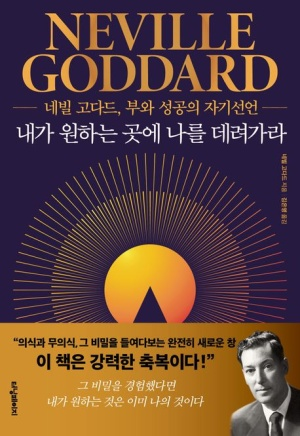 NEVILLE
GODDARD
네빌 고다드, 부와 성공의 자기선언
내가 원하는 곳에 나를 데려가라
네빌 고다드 지음
“의식과 무의식, 그 비밀을 들여다보는 완전히 새로운 창
이 책은 강력한 축복이다!”
그 비밀을 경험했다면
내가 원하는 것은 이미 나의 것이다